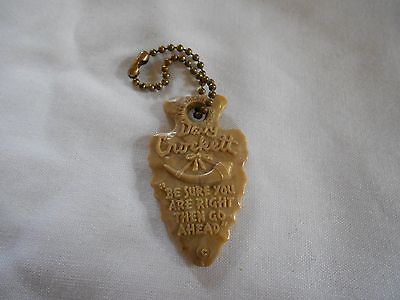 Davy
Crockett
"BE SURE YOU
ARE RIGHT
THEN GO
AHEAD"
©